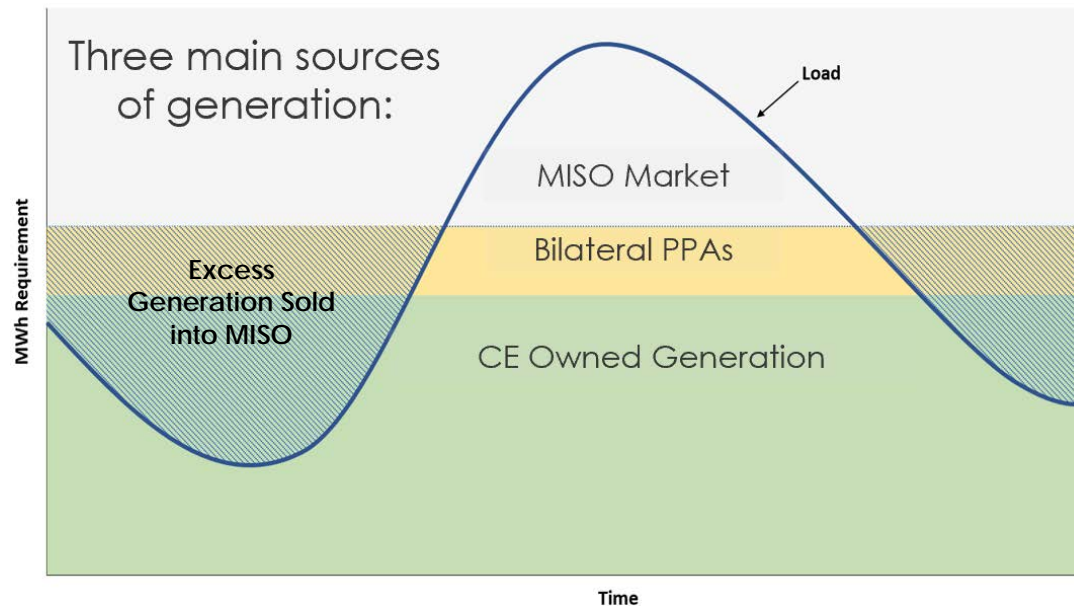 Three main sources
of generation:
Load
MISO Market
Bilateral PPAs
Excess
Generation Sold
into MISO
CE Owned Generation
MWh Requirement
Time